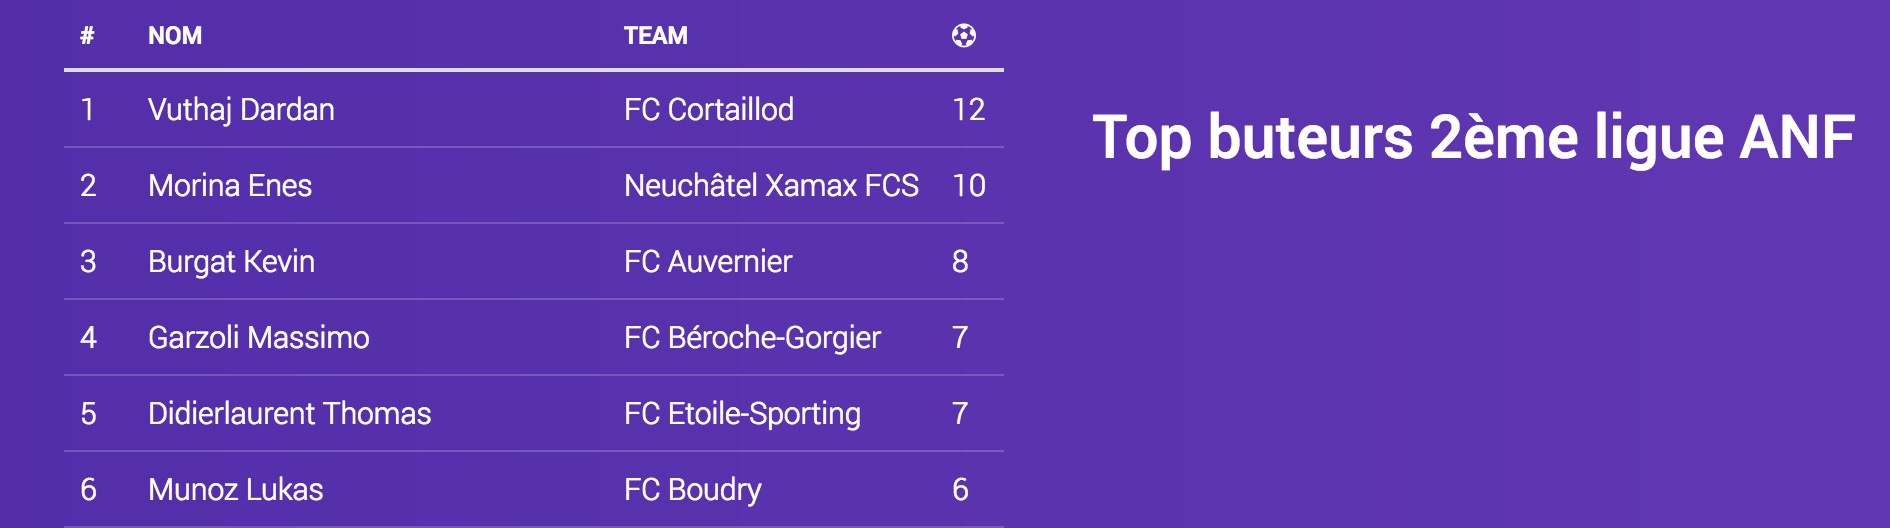 # NOM TEAM
1 Vuthaj Dardan FC Cortaillod 12
2 Morina Enes Neuchâtel Xamax FCS 10
3 Burgat Kevin FC Auvernier 8
4 Garzoli Massimo FC Béroche-Gorgier 7
5 Didierlaurent Thomas FC Etoile-Sporting 7
6 Munoz Lukas FC Boudry 6
Top buteurs 2ème ligue ANF